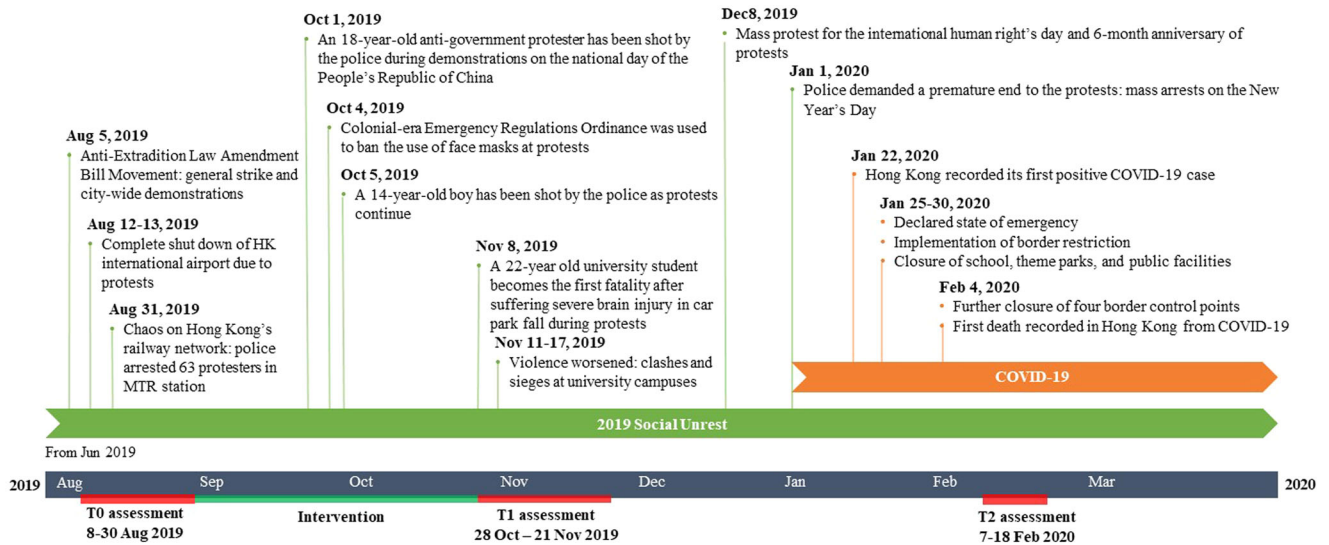 Oct 1, 2019
An 18-year-old anti-government protester has been shot by
the police during demonstrations on the national day of the
People's Republic of China
Oct 4, 2019
Colonial-era Emergency Regulations Ordinance was used
to ban the use of face masks at protests
Oct 5, 2019
A 14-year-old boy has been shot by the police as protests
continue
Aug 5, 2019
Anti-Extradition Law Amendment
Bill Movement: general strike and
city-wide demonstrations
Aug 12-13, 2019
Complete shut down of HK
international airport due to
protests
Aug 31, 2019
Chaos on Hong Kong's
railway network: police
arrested 63 protesters in
MTR station
Nov 8, 2019
A 22-year old university student
becomes the first fatality after
suffering severe brain injury in car
park fall during protests
Nov 11-17, 2019
Violence worsened: clashes and
sieges at university campuses
Dec8, 2019
Mass protest for the international human right's day and 6-month anniversary of
protests
Jan 1, 2020
Police demanded a premature end to the protests: mass arrests on the New
Year's Day
Jan 22, 2020
Hong Kong recorded its first positive COVID-19 case
Jan 25-30, 2020
Declared state of emergency
Implementation of border restriction
Closure of school, theme parks, and public facilities
Feb 4, 2020
Further closure of four border control points
First death recorded in Hong Kong from COVID-19
COVID-19
2019 Social Unrest
From Jun 2019
2019 Aug Sep Oct Nov Dec Jan Feb Mar 2020
T0 assessment
8-30 Aug 2019
Intervention
T1 assessment
28 Oct – 21 Nov 2019
T2 assessment
7-18 Feb 2020